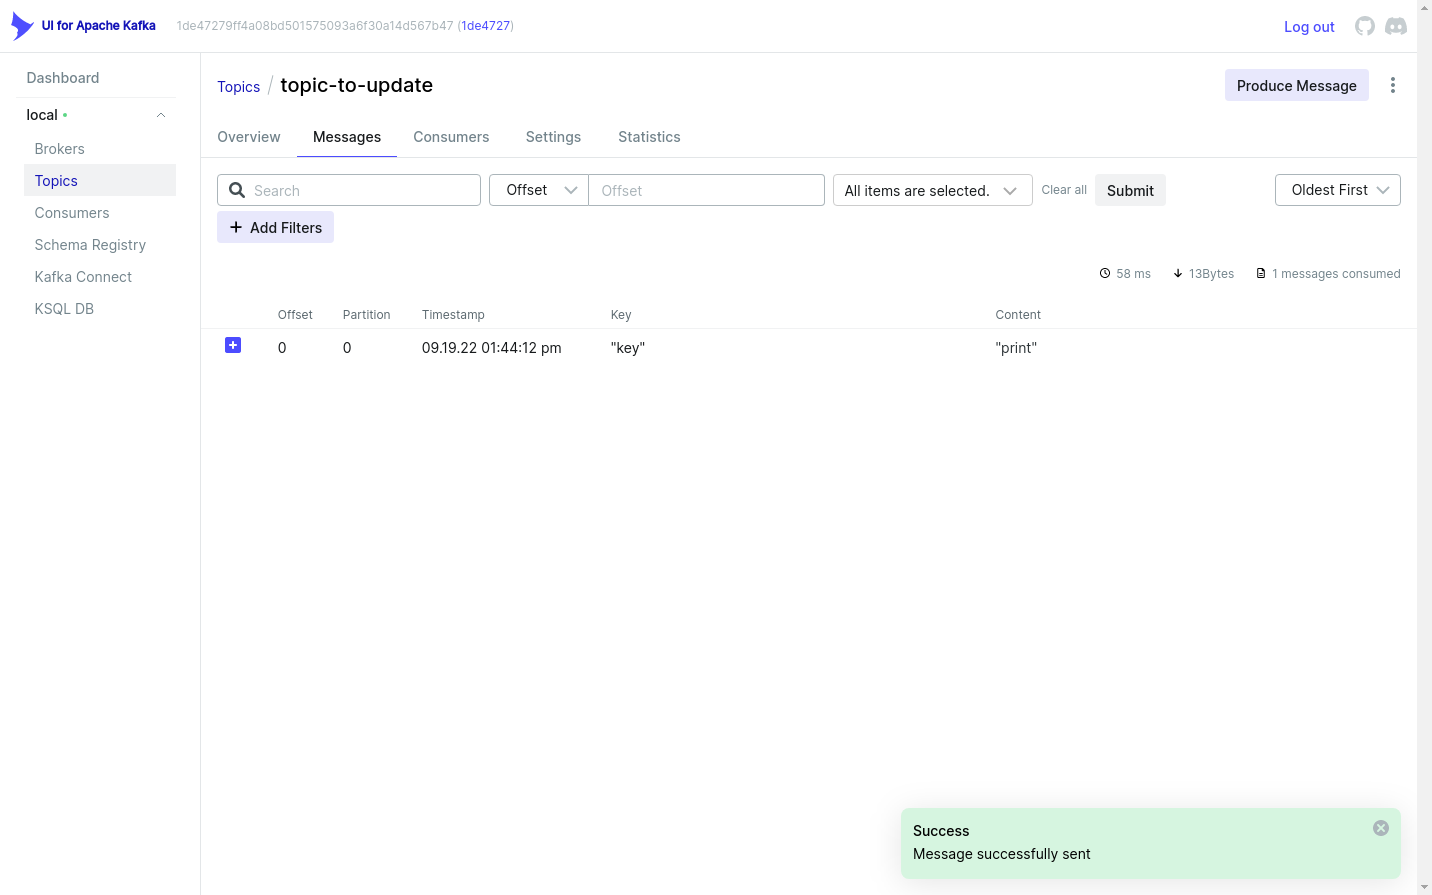 UI for Apache Kafka 1de47279ff4a08bd501575093a6f30a14d567b47 (1de4727) Log out
Dashboard
local
Brokers
Topics
Consumers
Schema Registry
Kafka Connect
KSQL DB
Topics / topic-to-update Produce Message
Overview Messages Consumers Settings Statistics
Search Offset Offset All items are selected. Clear all Submit Oldest First
Add Filters
58 ms 13Bytes 1 messages consumed
Offset Partition Timestamp Key Content
0 0 09.19.22 01:44:12 pm "key" "print"
Success
Message successfully sent